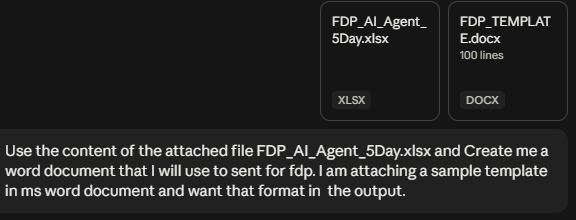 FDP_AI_Agent_
5Day.xlsx
XLSX
FDP_TEMPLAT
E.docx
100 lines
DOCX
Use the content of the attached file FDP_AI_Agent_5Day.xlsx and Create me a
word document that I will use to sent for fdp. I am attaching a sample template
in ms word document and want that format in the output.